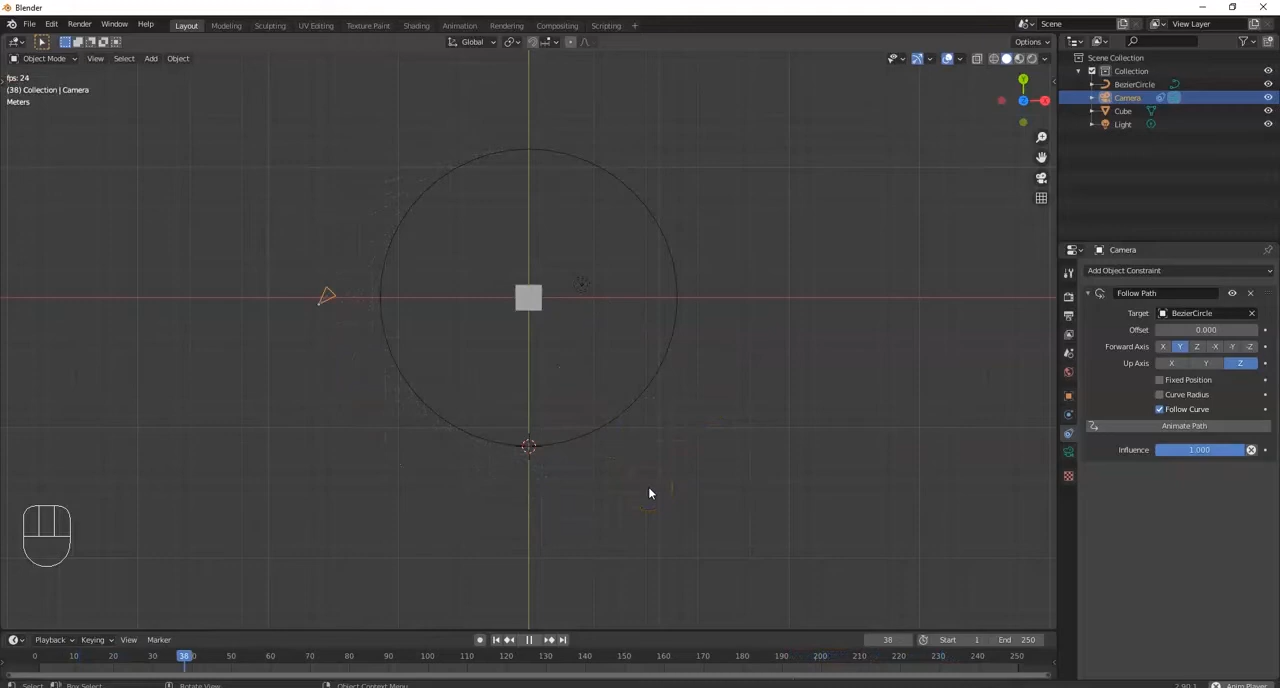 Blender
File Edit Render Window Help Layout Modeling Sculpting UV Editing Texture Paint Shading Animation Rendering Compositing Scripting + Scene View Layer
Global Options
Object Mode View Select Add Object
fps: 24
(38) Collection | Camera
Meters
Y
Z
X
Scene Collection
Collection
BezierCircle
Camera
Cube
Light
Camera
Add Object Constraint
Follow Path
Target BezierCircle
Offset 0.000
Forward Axis X Y Z -X -Y -Z
Up Axis X Y Z
Fixed Position
Curve Radius
Follow Curve
Animate Path
Influence 1.000
Playback Keying View Marker 38 Start 1 End 250
0 10 20 30 38 50 60 70 80 90 100 110 120 130 140 150 160 170 180 190 200 210 220 230 240 250
Select Box Select Rotate View Object Context Menu 2.90.1 Anim Player